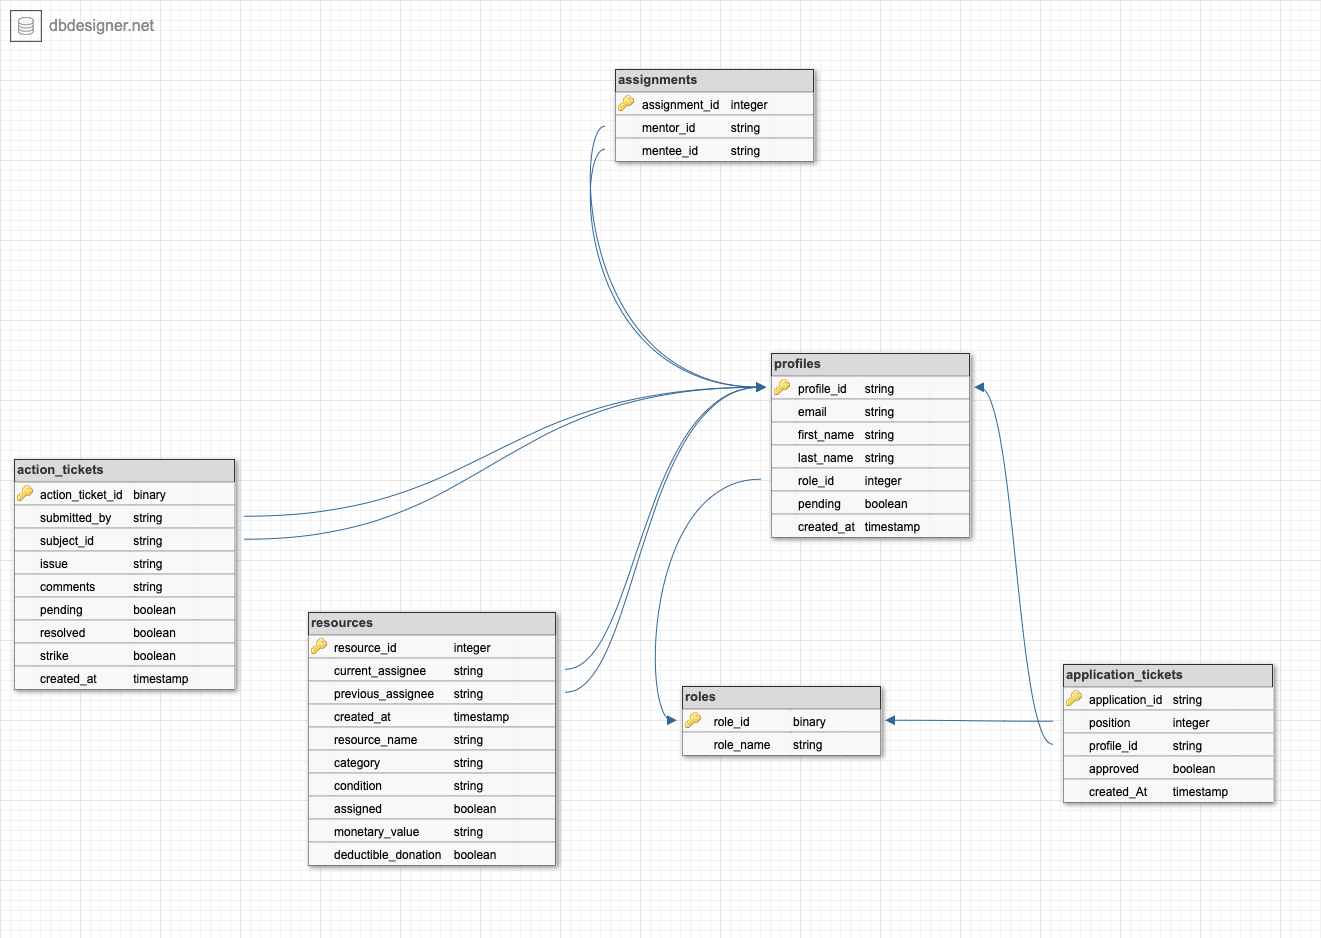 dbdesigner.net
assignments
assignment_id integer
mentor_id string
mentee_id string
profiles
profile_id string
email string
first_name string
last_name string
role_id integer
pending boolean
created_at timestamp
action_tickets
action_ticket_id binary
submitted_by string
subject_id string
issue string
comments string
pending boolean
resolved boolean
strike boolean
created_at timestamp
resources
resource_id integer
current_assignee string
previous_assignee string
created_at timestamp
resource_name string
category string
condition string
assigned boolean
monetary_value string
deductible_donation boolean
roles
role_id binary
role_name string
application_tickets
application_id string
position integer
profile_id string
approved boolean
created_At timestamp